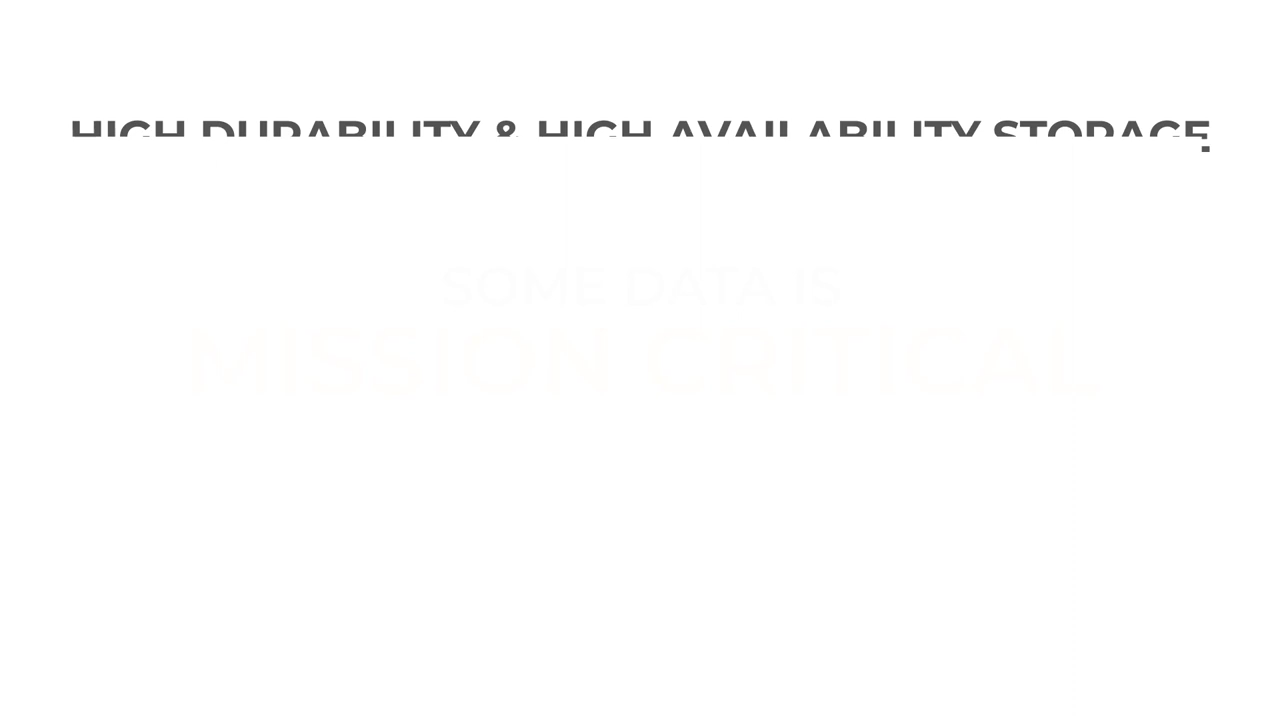 HIGH DURABILITY & HIGH AVAILABILITY STORAGE
SOME DATA IS
MISSION CRITICAL